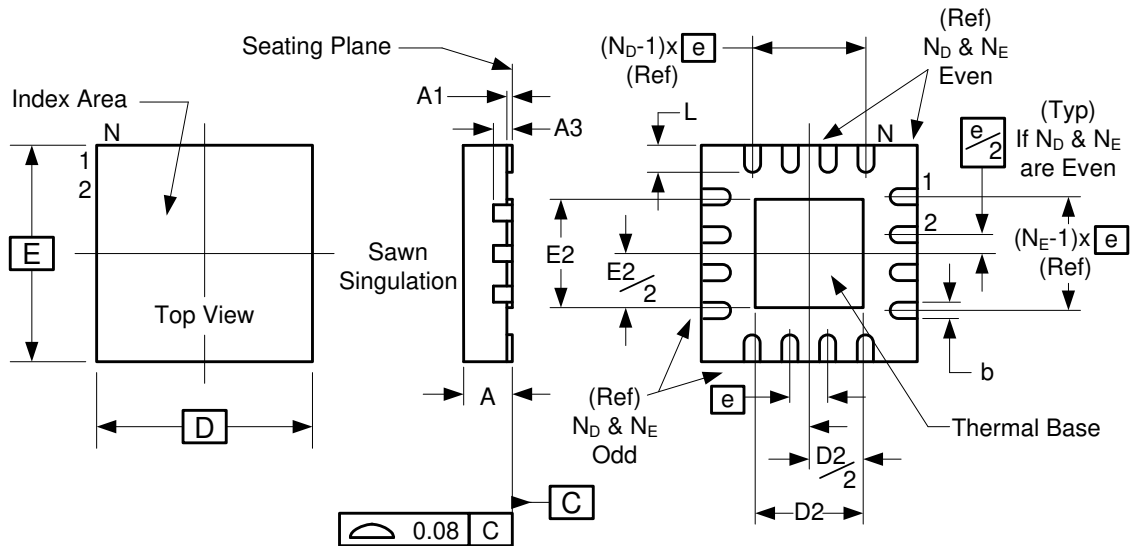 Seating Plane
Index Area
N
1
2
E
Top View
D
A1
A3
Sawn
Singulation
A
0.08 C
C
(N_D-1)x e
(Ref)
L
E2
E2/2
(Ref)
N_D & N_E
Even
N
e/2
(Typ)
If N_D & N_E
are Even
1
2
(N_E-1)x e
(Ref)
b
e
(Ref)
N_D & N_E
Odd
Thermal Base
D2/2
D2